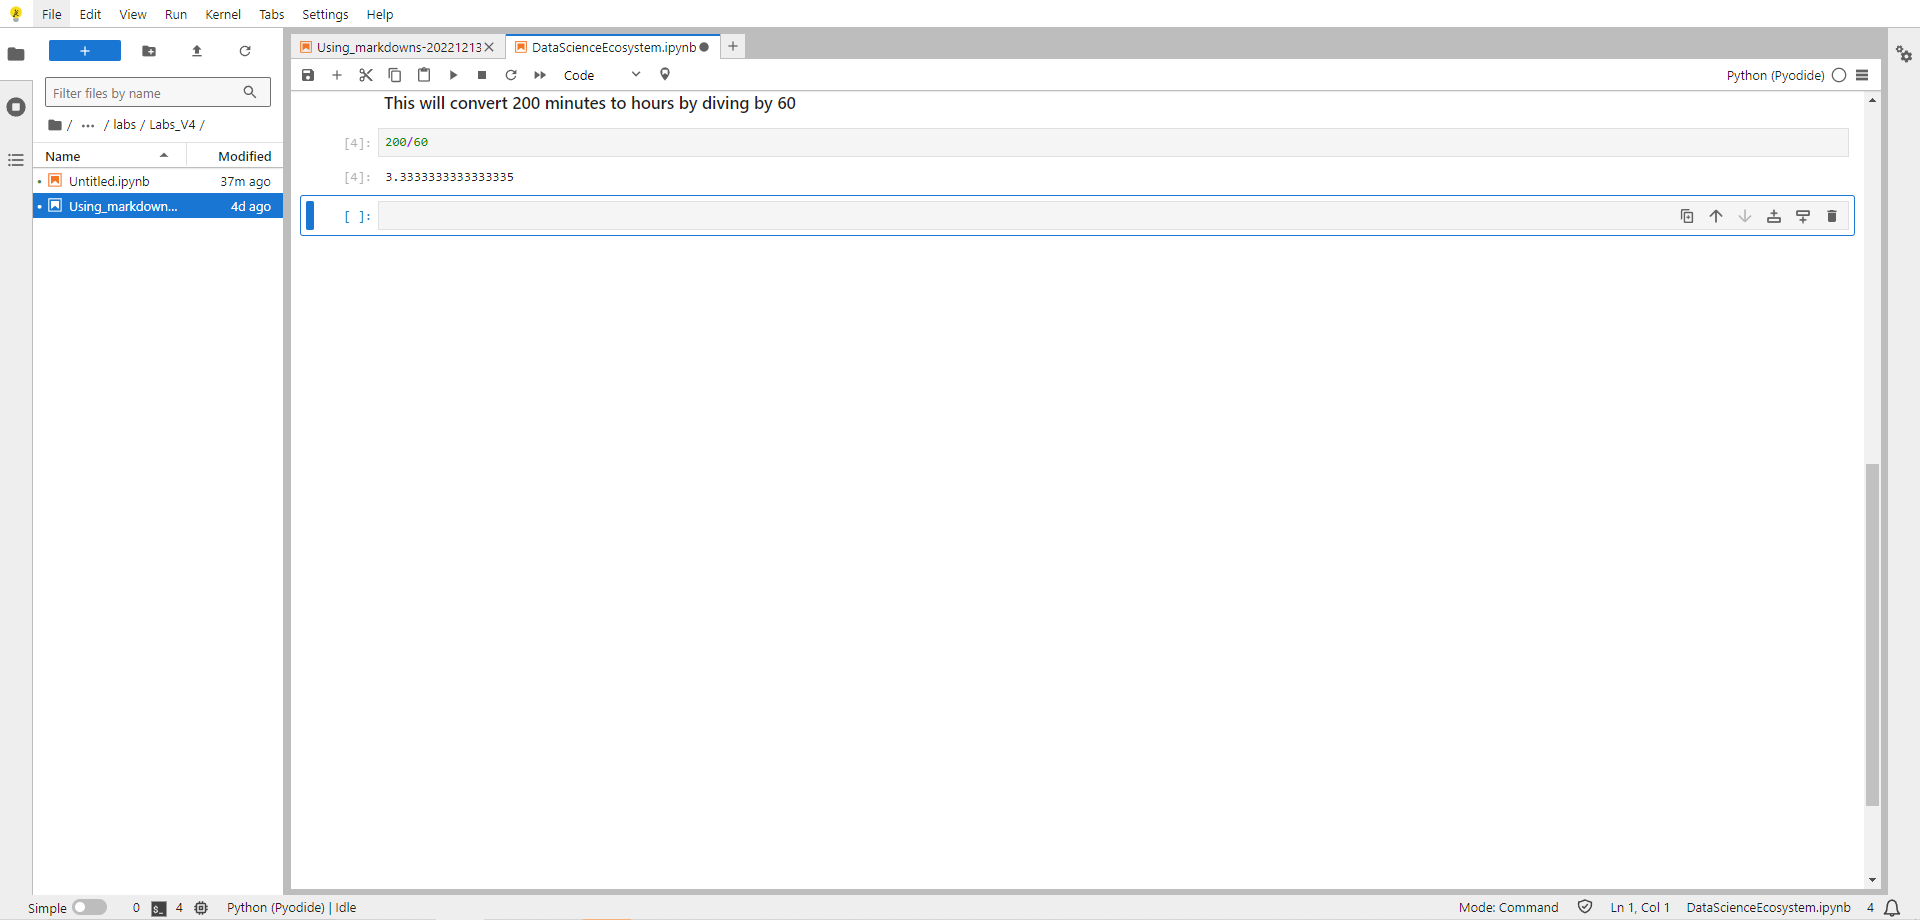 File Edit View Run Kernel Tabs Settings Help
Using_markdowns-20221213
DataScienceEcosystem.ipynb
Code
Python (Pyodide)
Filter files by name
/ ... / labs / Labs_V4 /
Name Modified
Untitled.ipynb 37m ago
Using_markdown... 4d ago
This will convert 200 minutes to hours by diving by 60
[4]: 200/60
[4]: 3.3333333333333335
[ ]:
Simple 0 $_ 4 Python (Pyodide) | Idle Mode: Command Ln 1, Col 1 DataScienceEcosystem.ipynb 4